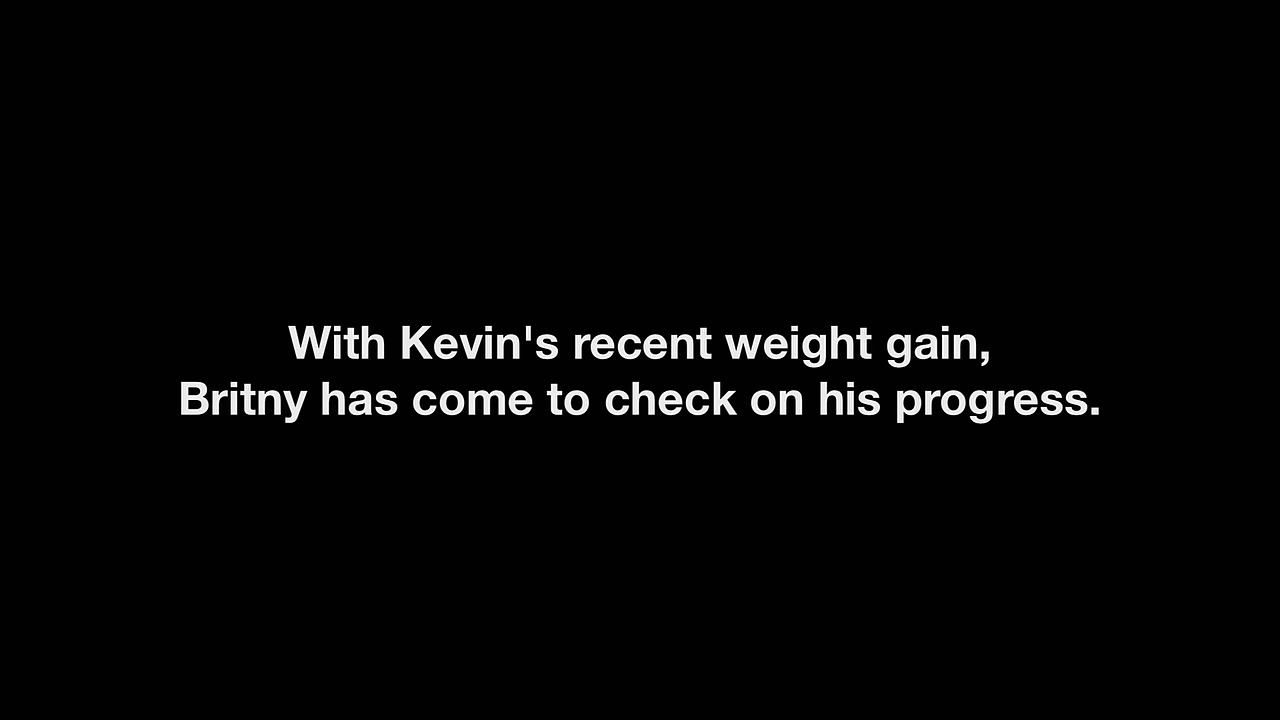 With Kevin's recent weight gain,
Britny has come to check on his progress.